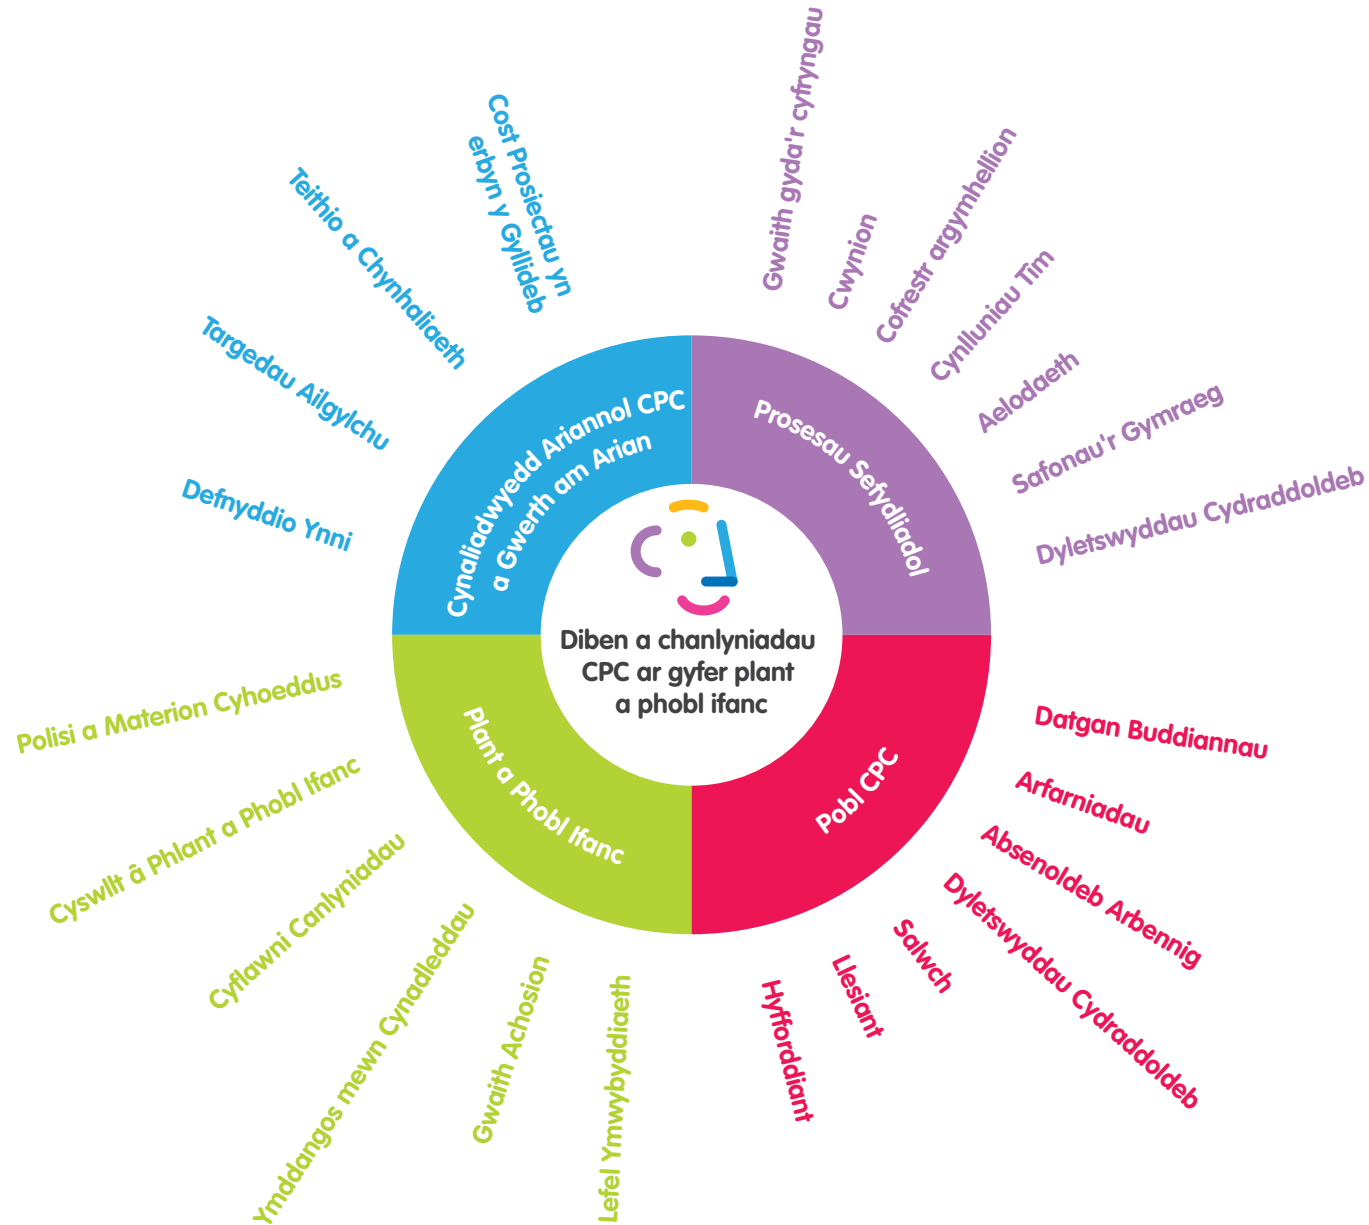 Diben a chanlyniadau
CPC ar gyfer plant
a phobl ifanc
Cynaliadwyedd Ariannol CPC
a Gwerth am Arian
Cost Prosiectau yn
erbyn y Gyllideb
Teithio a Chynhaliaeth
Targedau Ailgylchu
Defnyddio Ynni
Prosesau Sefydliadol
Gwaith gyda'r cyfryngau
Cwynion
Cofrestr argymhellion
Cynlluniau Tim
Aelodaeth
Safonau'r Gymraeg
Dyletswyddau Cydraddoldeb
Pobl CPC
Datgan Buddiannau
Arfarniadau
Absenoldeb Arbennig
Dyletswyddau Cydraddoldeb
Salwch
Llesiant
Hyfforddiant
Plant a Phobl Ifanc
Polisi a Materion Cyhoeddus
Cyswllt â Phlant a Phobl Ifanc
Cyflawni Canlyniadau
Ymddangos mewn Cynadleddau
Gwaith Achosion
Lefel Ymwybyddiaeth